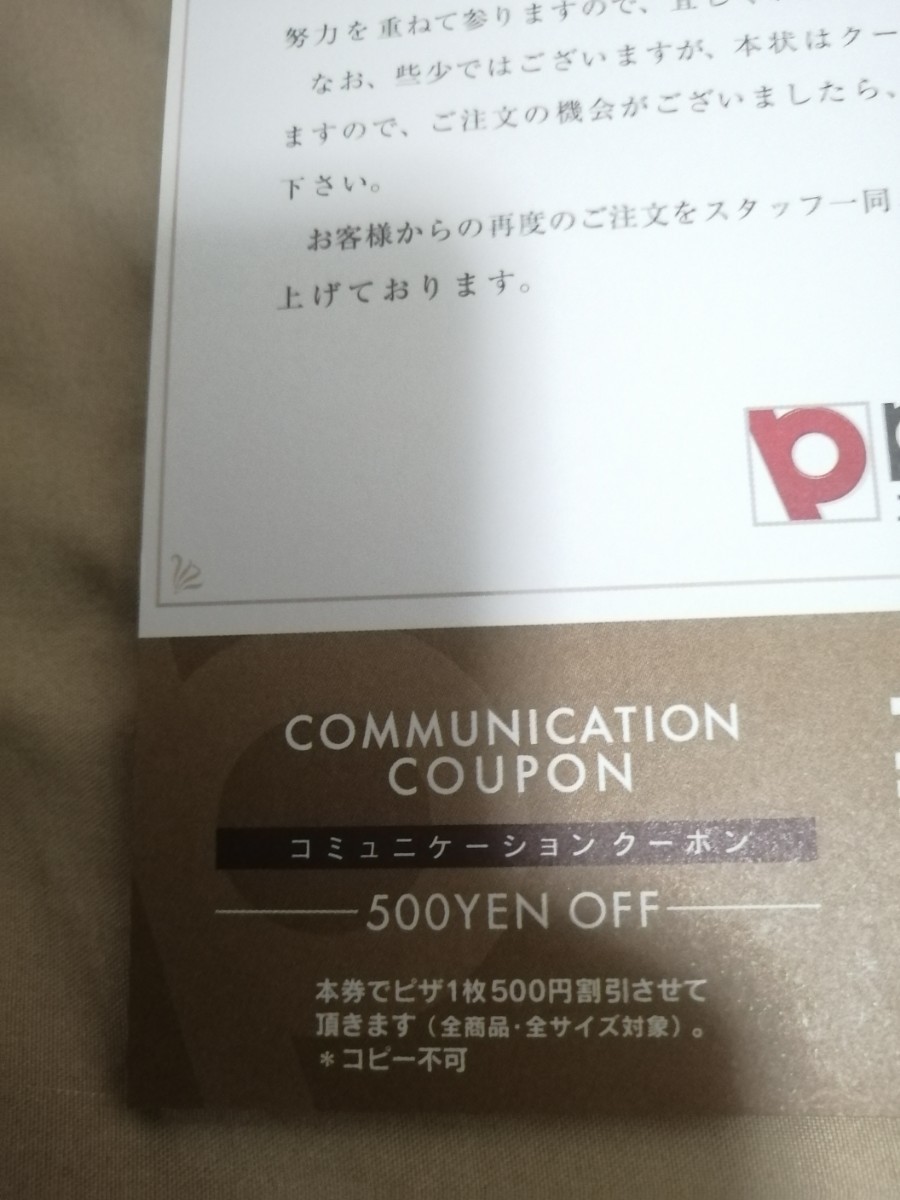 努力を重ねて参りますので、宜し
なお、些少ではございますが、本状はクー
ますので、ご注文の機会がございましたら、
下さい。
お客様からの再度のご注文をスタッフ一同
上げております。
COMMUNICATION
COUPON
コミュニケーションクーポン
500YEN OFF
本券でピザ1枚500円割引させて
頂きます（全商品・全サイズ対象）。
＊コピー不可